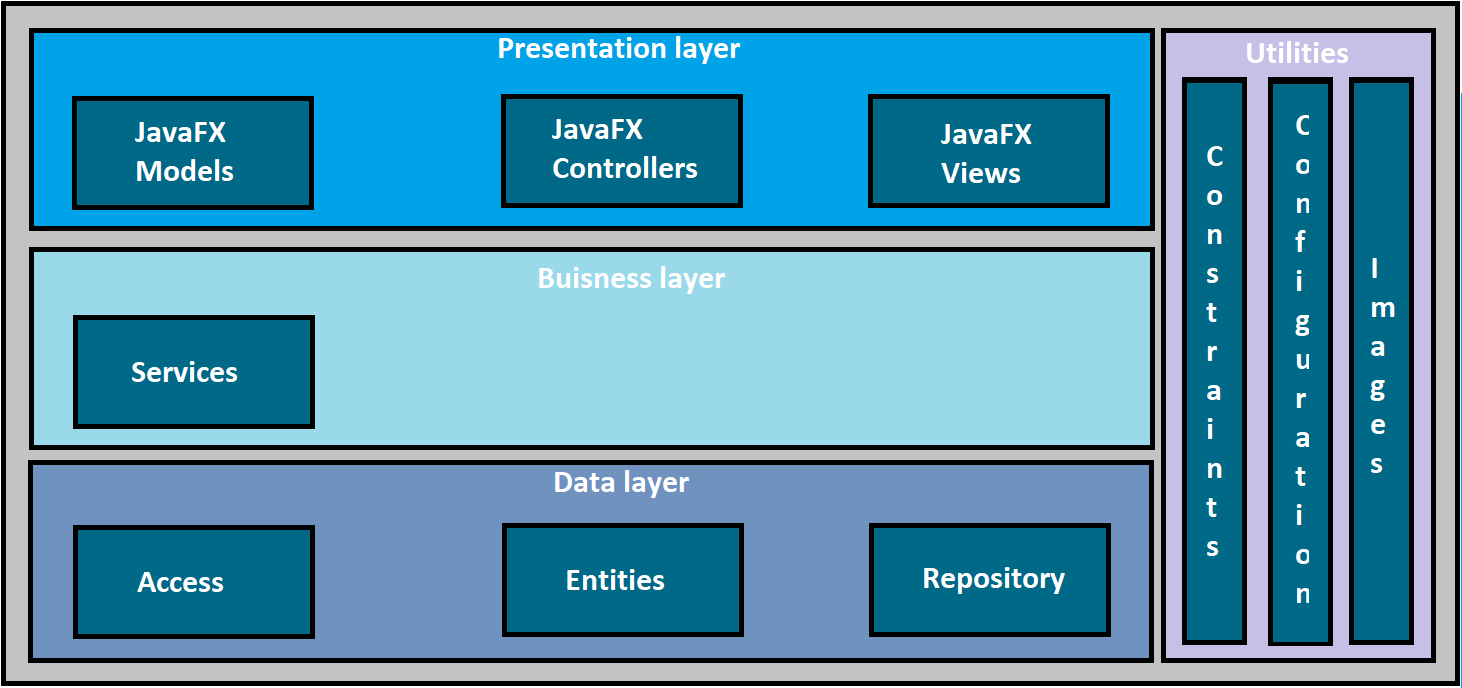 Presentation layer
JavaFX
Models
JavaFX
Controllers
JavaFX
Views
Buisness layer
Services
Data layer
Access
Entities
Repository
Utilities
Constraints
Configuration
Images